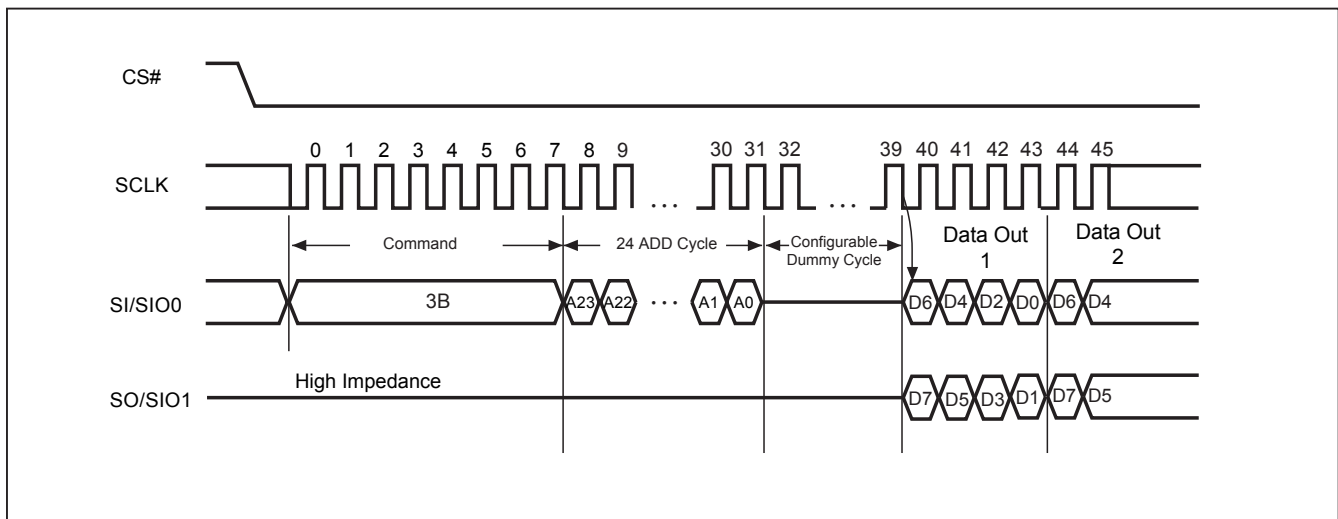 CS#
0 1 2 3 4 5 6 7 8 9 30 31 32 39 40 41 42 43 44 45
SCLK
... ...
Command 24 ADD Cycle Configurable Dummy Cycle Data Out 1 Data Out 2
SI/SIO0 3B A23 A22 ... A1 A0 D6 D4 D2 D0 D6 D4
High Impedance
SO/SIO1 D7 D5 D3 D1 D7 D5